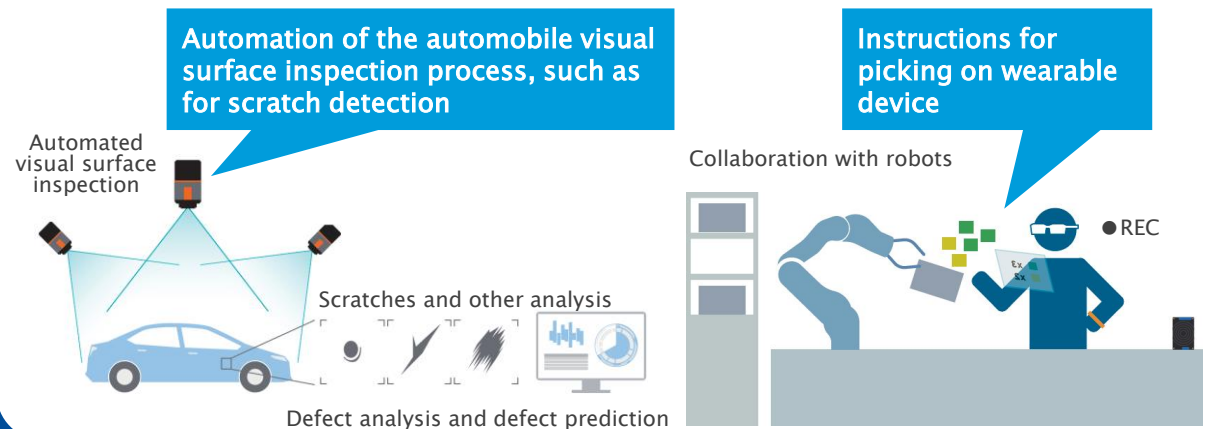 Automation of the automobile visual
surface inspection process, such as
for scratch detection
Automated
visual surface
inspection
Scratches and other analysis
Defect analysis and defect prediction
Instructions for
picking on wearable
device
Collaboration with robots
●REC